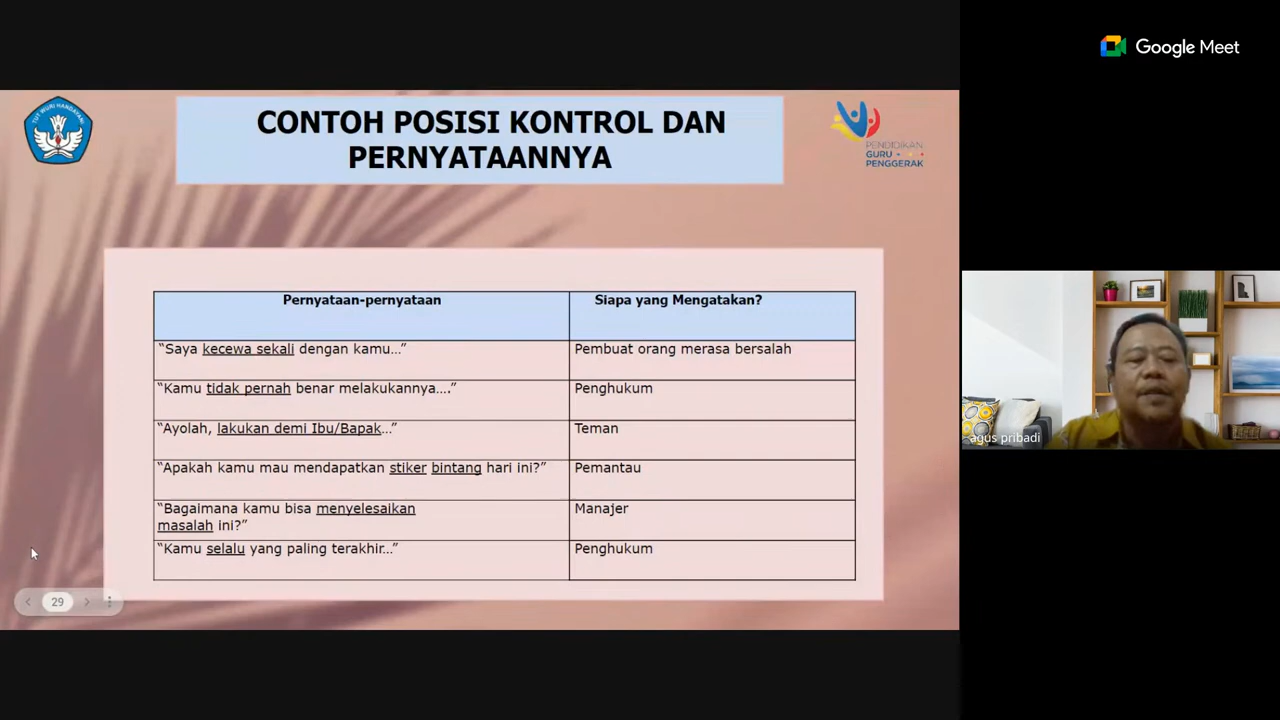 Google Meet
TUT WURI HANDAYANI
CONTOH POSISI KONTROL DAN
PERNYATAANNYA
PENDIDIKAN
GURU
PENGGERAK
Pernyataan-pernyataan
Siapa yang Mengatakan?
“Saya kecewa sekali dengan kamu…”
Pembuat orang merasa bersalah
“Kamu tidak pernah benar melakukannya….”
Penghukum
“Ayolah, lakukan demi Ibu/Bapak…”
Teman
“Apakah kamu mau mendapatkan stiker bintang hari ini?”
Pemantau
“Bagaimana kamu bisa menyelesaikan
masalah ini?”
Manajer
“Kamu selalu yang paling terakhir…”
Penghukum
29
agus pribadi